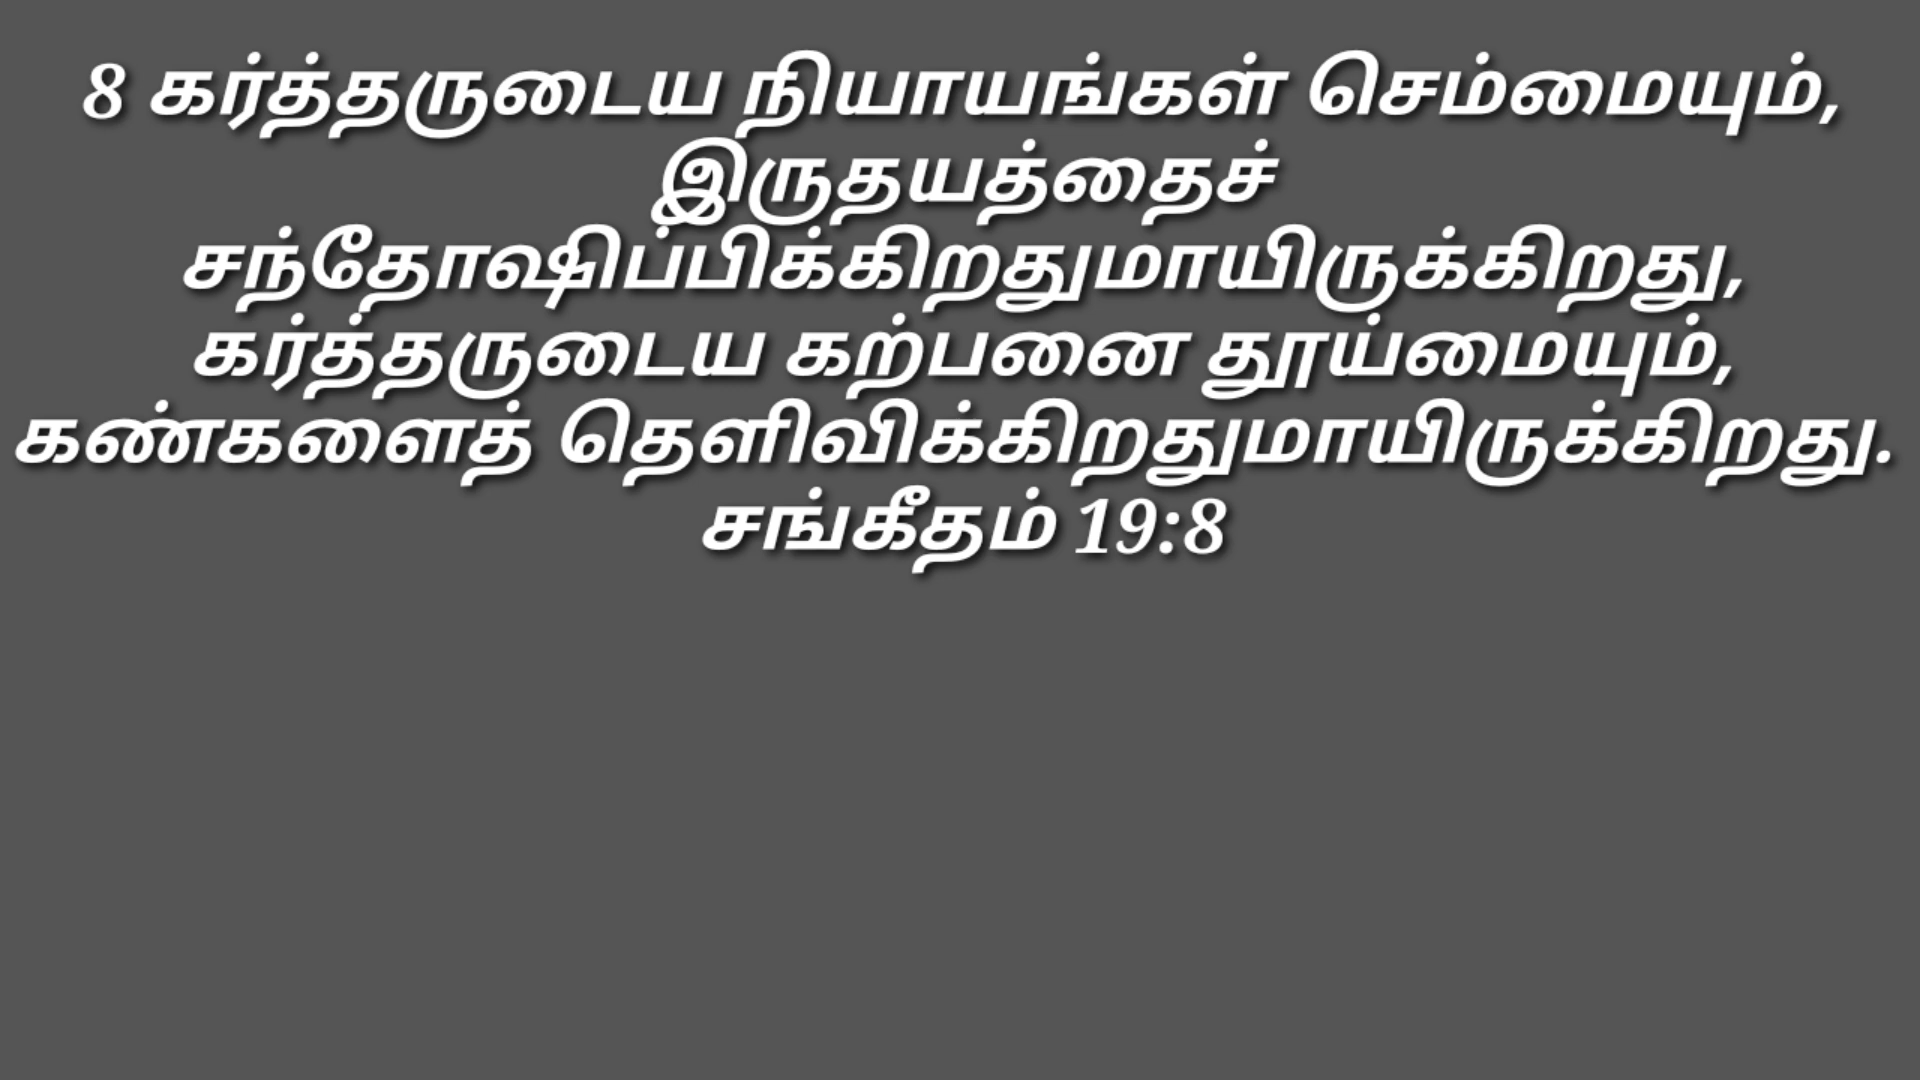 8 கர்த்தருடைய நியாயங்கள் செம்மையும்,
இருதயத்தைச்
சந்தோஷிப்பிக்கிறதுமாயிருக்கிறது,
கர்த்தருடைய கற்பனை தூய்மையும்,
கண்களைத் தெளிவிக்கிறதுமாயிருக்கிறது.
சங்கீதம் 19:8